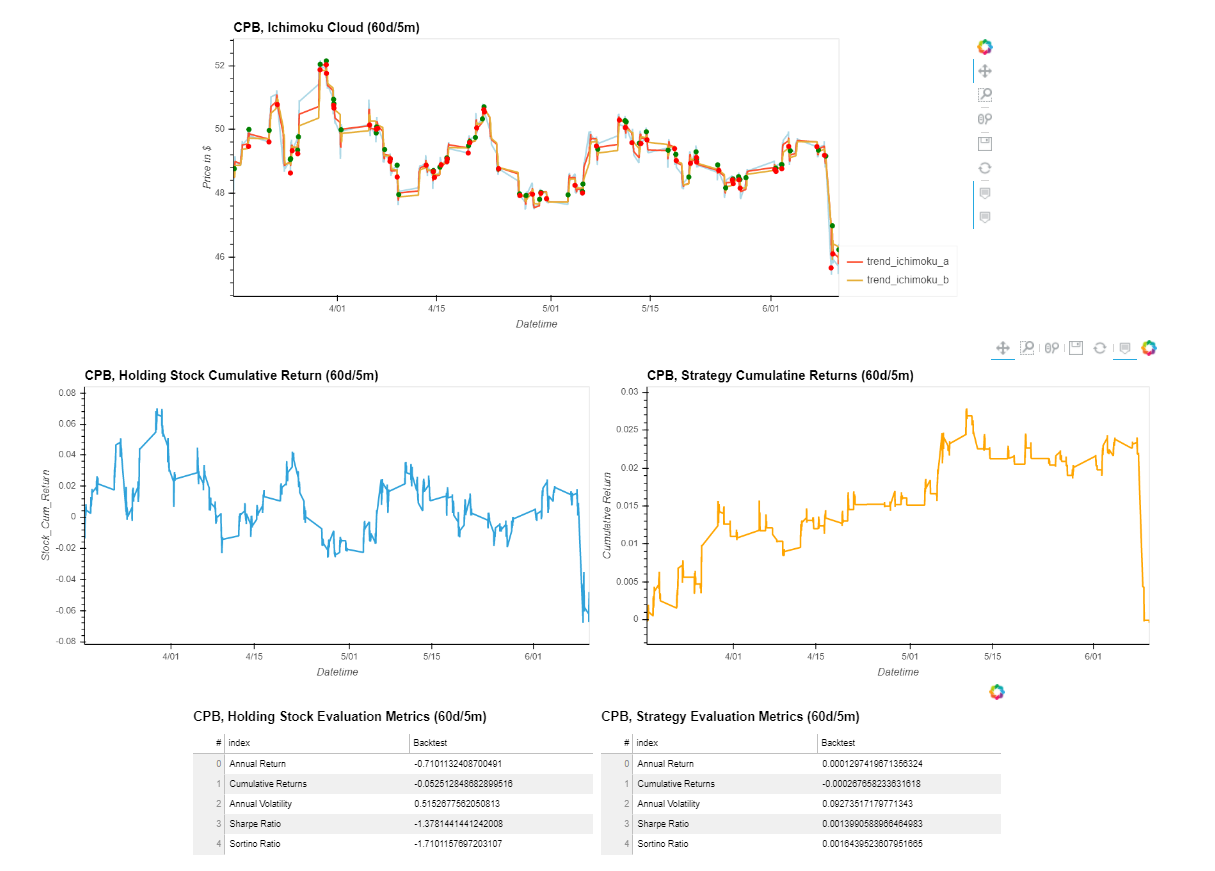 CPB, Ichimoku Cloud (60d/5m)
52
50
48
46
Price in $
4/01 4/15 5/01 5/15 6/01
Datetime
trend_ichimoku_a
trend_ichimoku_b
CPB, Holding Stock Cumulative Return (60d/5m)
0.08
0.06
0.04
0.02
0
-0.02
-0.04
-0.06
-0.08
Stock_Cum_Return
4/01 4/15 5/01 5/15 6/01
Datetime
CPB, Strategy Cumulatine Returns (60d/5m)
0.03
0.025
0.02
0.015
0.01
0.005
0
Cumulative Return
4/01 4/15 5/01 5/15 6/01
Datetime
CPB, Holding Stock Evaluation Metrics (60d/5m)
# index Backtest
0 Annual Return -0.7101132408700491
1 Cumulative Returns -0.052512848682899516
2 Annual Volatility 0.5152677562050813
3 Sharpe Ratio -1.3781441441242008
4 Sortino Ratio -1.7101157697203107
CPB, Strategy Evaluation Metrics (60d/5m)
# index Backtest
0 Annual Return 0.0001297419671356324
1 Cumulative Returns -0.000267658233631618
2 Annual Volatility 0.09273517179771343
3 Sharpe Ratio 0.0013990588966464983
4 Sortino Ratio 0.0016439523607951665